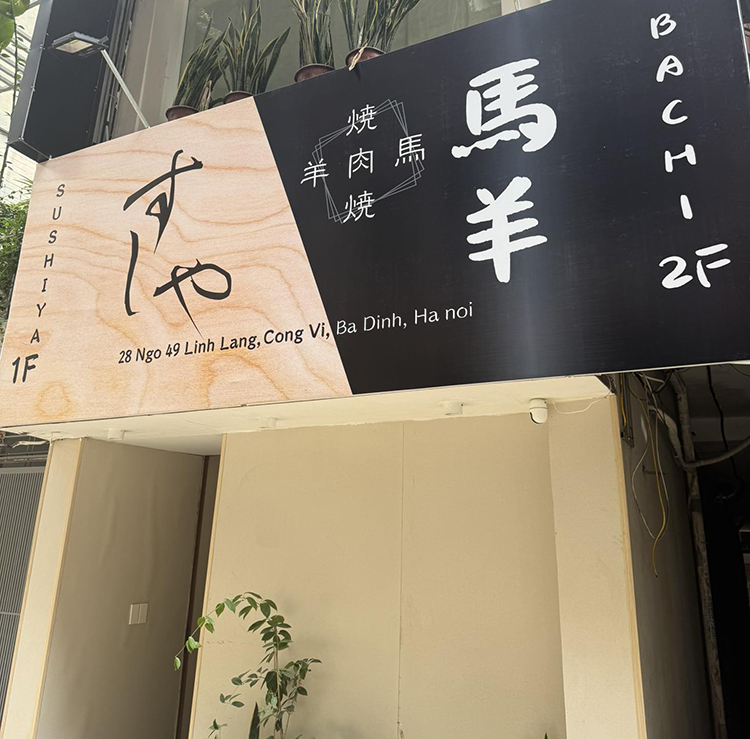 SUSHIYA
1F
すしや
28 Ngo 49 Linh Lang, Cong Vi, Ba Dinh, Ha noi
焼
羊肉馬
焼
馬羊
BACHI
2F